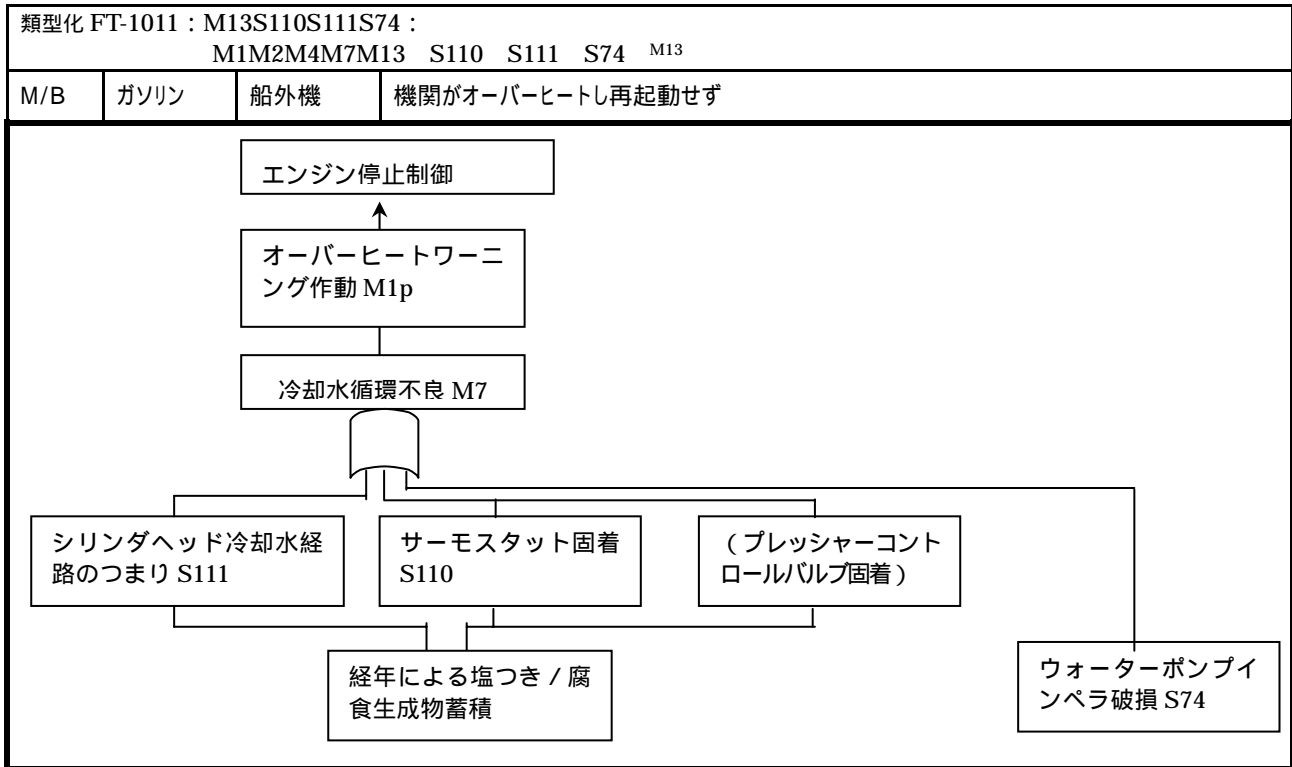 類型化 FT-1011：M13S110S111S74：
M1M2M4M7M13 S110 S111 S74 M13
M/B ガソリン 船外機 機関がオーバーヒートし再起動せず
エンジン停止制御
オーバーヒートワーニ
ング作動 M1p
冷却水循環不良 M7
シリンダヘッド冷却水経
路のつまり S111
サーモスタット固着
S110
（プレッシャーコント
ロールバルブ固着）
経年による塩つき / 腐
食生成物蓄積
ウォーターポンプイ
ンペラ破損 S74